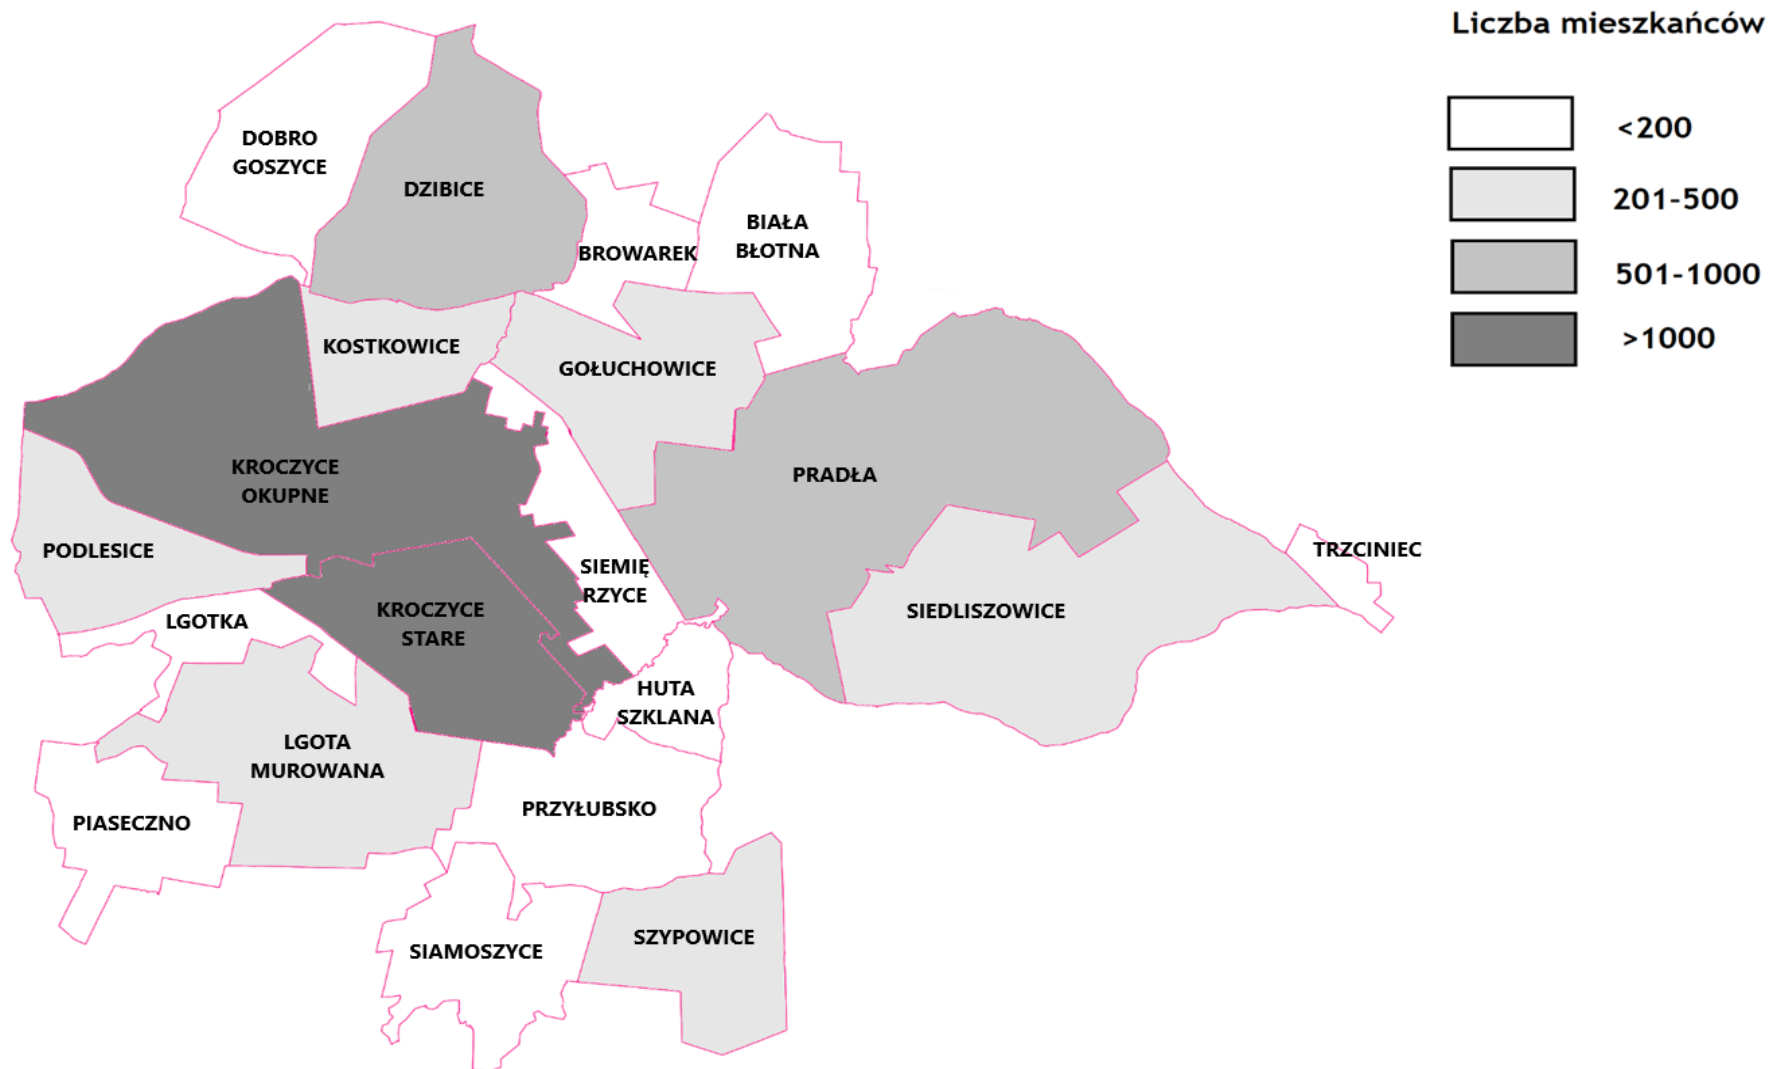 Liczba mieszkańców
<200
201-500
501-1000
>1000
DOBRO
GOSZYCE
DZIBICE
BROWAREK
BIAŁA
BŁOTNA
KOSTKOWICE
GOŁUCHOWICE
KROCZYCE
OKUPNE
PRADŁA
PODLESICE
TRZCINIEC
SIEMIĘ
RZYCE
KROCZYCE
STARE
SIEDLISZOWICE
LGOTKA
HUTA
SZKLANA
LGOTA
MUROWANA
PRZYŁUBSKO
PIASECZNO
SIAMOSZYCE
SZYPOWICE